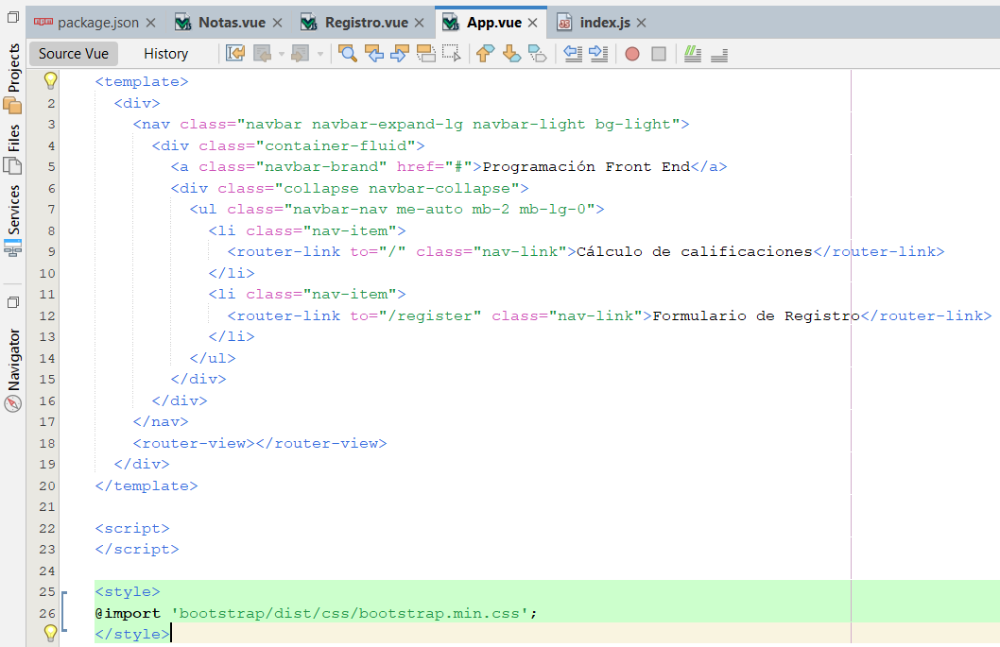 package.json Notas.vue Registro.vue App.vue index.js
Source Vue History
Projects
Files
Services
Navigator
<template>
2 <div>
3 <nav class="navbar navbar-expand-lg navbar-light bg-light">
4 <div class="container-fluid">
5 <a class="navbar-brand" href="#">Programación Front End</a>
6 <div class="collapse navbar-collapse">
7 <ul class="navbar-nav me-auto mb-2 mb-lg-0">
8 <li class="nav-item">
9 <router-link to="/" class="nav-link">Cálculo de calificaciones</router-link>
10 </li>
11 <li class="nav-item">
12 <router-link to="/register" class="nav-link">Formulario de Registro</router-link>
13 </li>
14 </ul>
15 </div>
16 </div>
17 </nav>
18 <router-view></router-view>
19 </div>
20 </template>
21
22 <script>
23 </script>
24
25 <style>
26 @import 'bootstrap/dist/css/bootstrap.min.css';
</style>